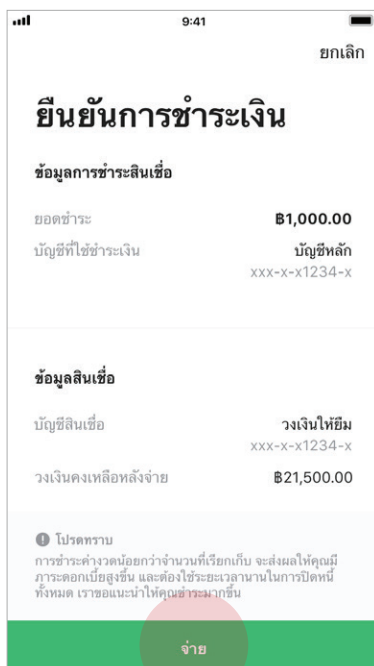 9:41
ยกเลิก
ยืนยันการชำระเงิน
ข้อมูลการชำระสินเชื่อ
ยอดชำระ ฿1,000.00
บัญชีที่ใช้ชำระเงิน บัญชีหลัก
xxx-x-x1234-x
ข้อมูลสินเชื่อ
บัญชีสินเชื่อ วงเงินให้ยืม
xxx-x-x1234-x
วงเงินคงเหลือหลังจ่าย ฿21,500.00
โปรดทราบ
การชำระค่างวดน้อยกว่าจำนวนที่เรียกเก็บ จะส่งผลให้คุณมี
ภาระดอกเบี้ยสูงขึ้น และต้องใช้ระยะเวลานานในการปิดหนี้
ทั้งหมด เราขอแนะนำให้คุณชำระมากขึ้น
จ่าย